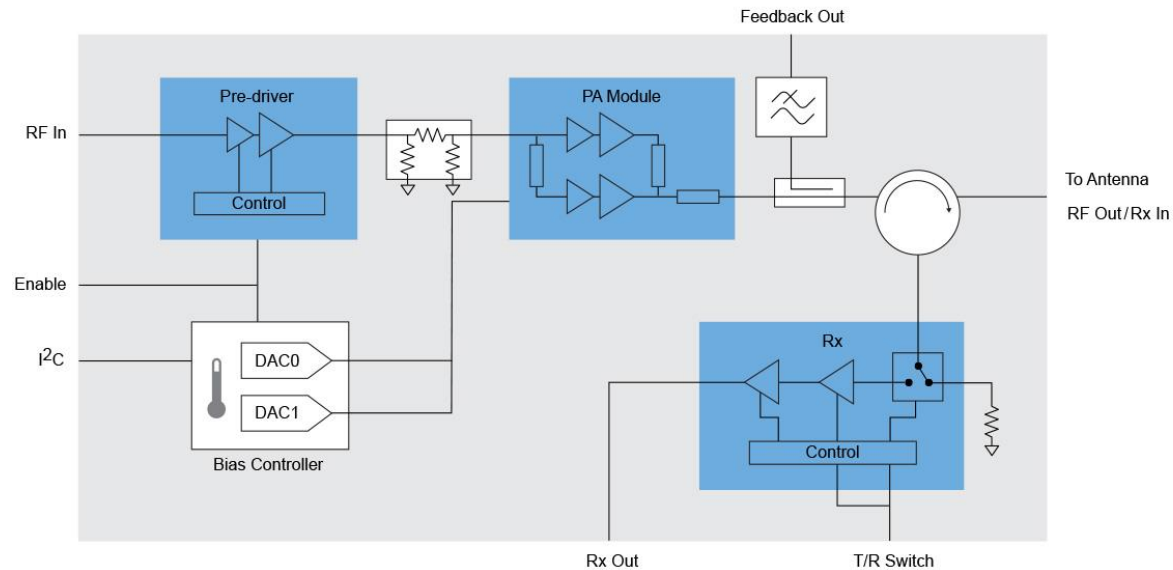 Feedback Out
Pre-driver
PA Module
RF In
Control
To Antenna
RF Out/Rx In
Enable
I²C
DAC0
DAC1
Bias Controller
Rx
Control
Rx Out
T/R Switch